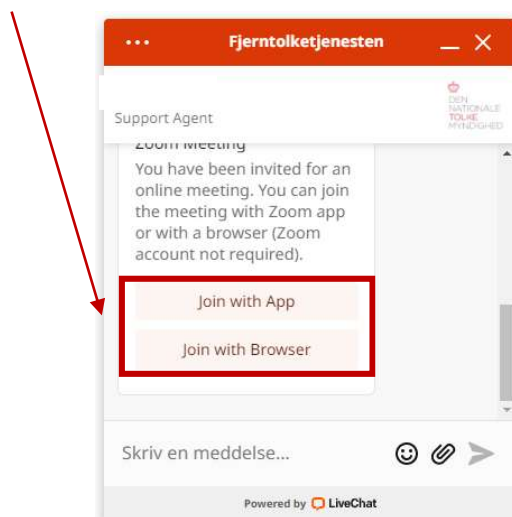 Fjerntolketjenesten
Support Agent
DEN
NATIONALE
TOLKE
MYNDIGHED
Zoom Meeting
You have been invited for an
online meeting. You can join
the meeting with Zoom app
or with a browser (Zoom
account not required).
Join with App
Join with Browser
Skriv en meddelse...
Powered by LiveChat